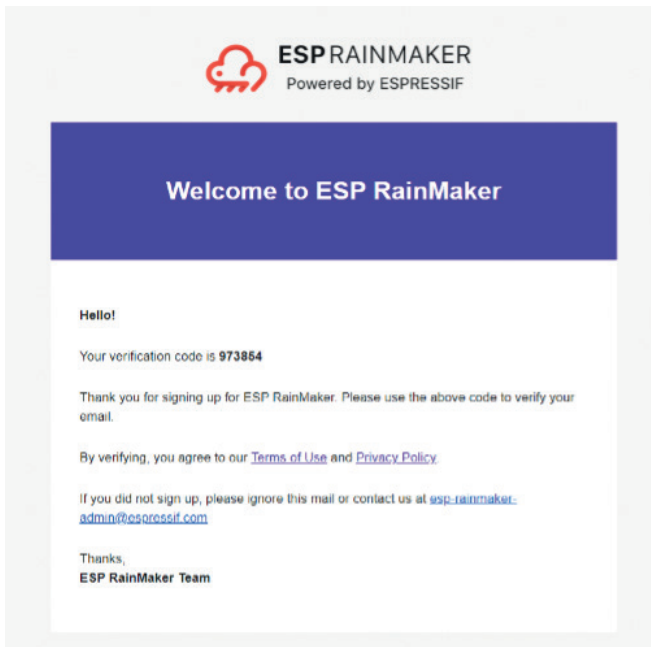 ESP RAINMAKER
Powered by ESPRESSIF
Welcome to ESP RainMaker
Hello!
Your verification code is 973854
Thank you for signing up for ESP RainMaker. Please use the above code to verify your
email.
By verifying, you agree to our Terms of Use and Privacy Policy.
If you did not sign up, please ignore this mail or contact us at esp-rainmaker-
admin@espressif.com
Thanks,
ESP RainMaker Team